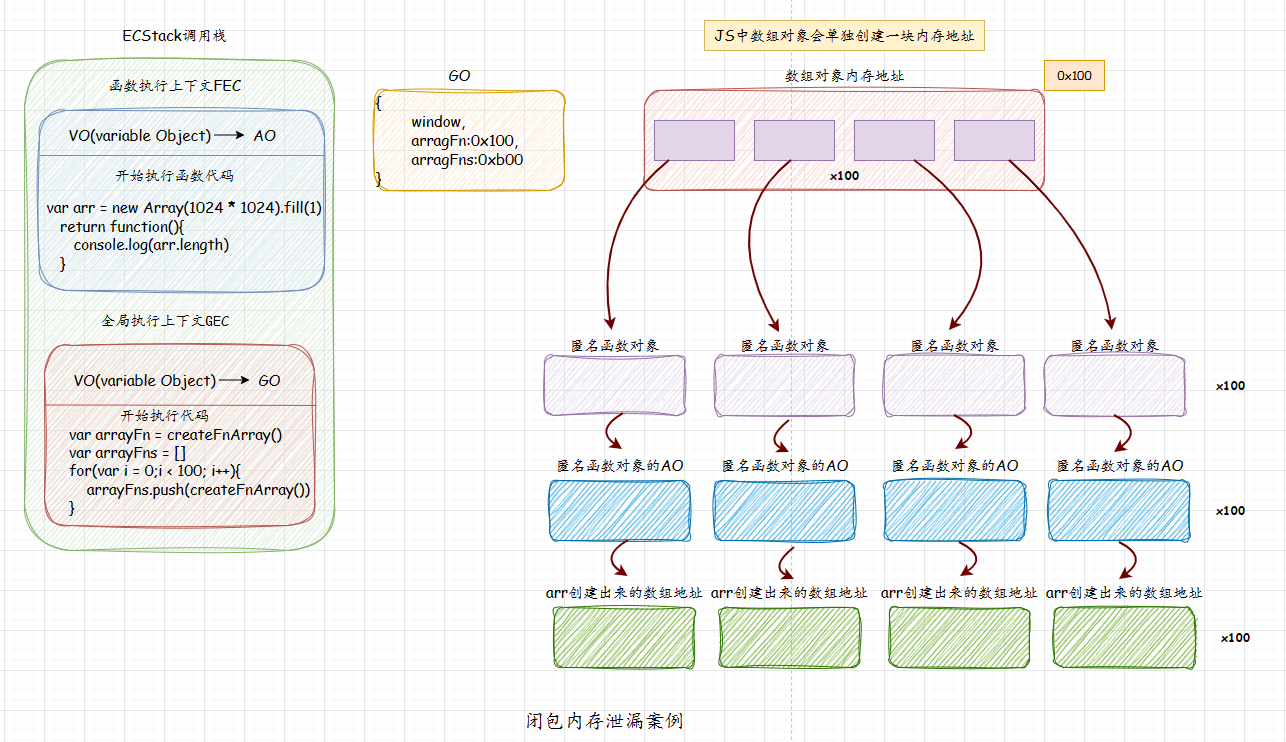 ECStack调用栈
函数执行上下文FEC
VO(variable Object)
AO
开始执行函数代码
var arr = new Array(1024 * 1024).fill(1)
return function(){
console.log(arr.length)
}
全局执行上下文GEC
VO(variable Object)
GO
开始执行代码
var arrayFn = createFnArray()
var arrayFns = []
for(var i = 0;i < 100; i++){
arrayFns.push(createFnArray())
}
GO
{
window,
arragFn:0x100,
arragFns:0xb00
}
JS中数组对象会单独创建一块内存地址
数组对象内存地址
0x100
x100
匿名函数对象
匿名函数对象
匿名函数对象
匿名函数对象
x100
匿名函数对象的AO
匿名函数对象的AO
匿名函数对象的AO
匿名函数对象的AO
x100
arr创建出来的数组地址
arr创建出来的数组地址
arr创建出来的数组地址
arr创建出来的数组地址
x100
闭包内存泄漏案例